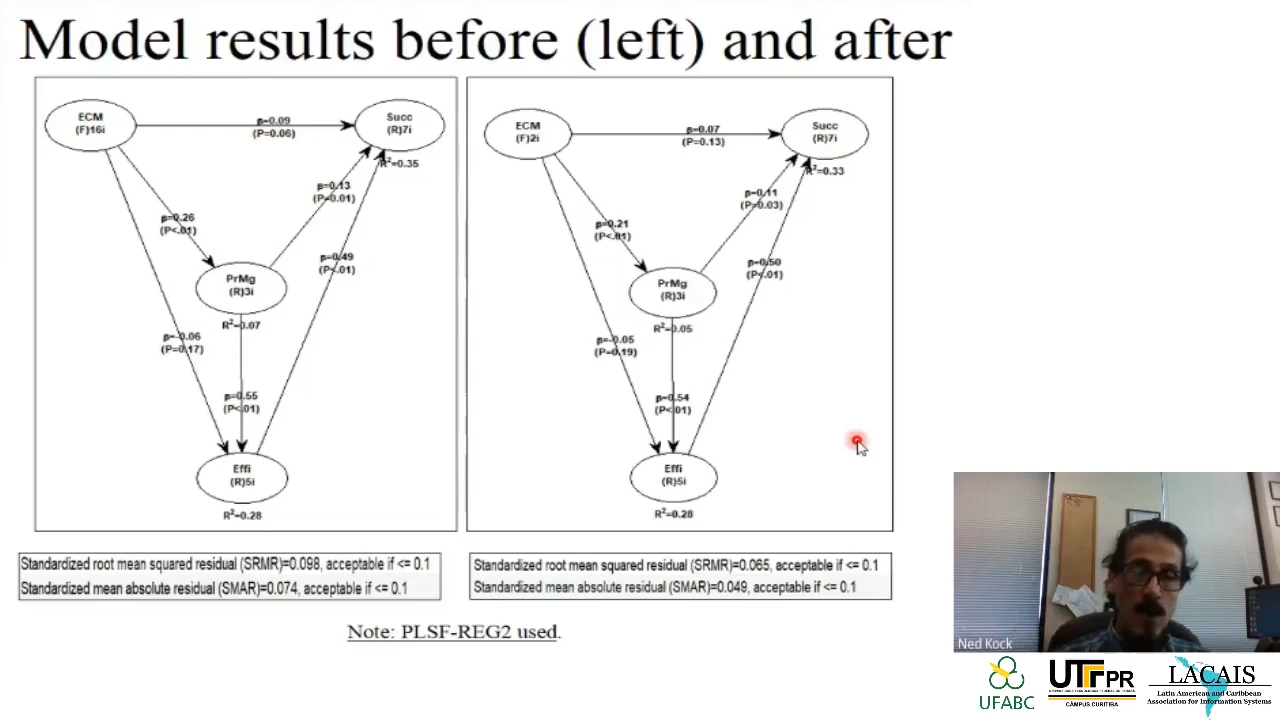 Model results before (left) and after
ECM
(F)16i
β=0.09
(P=0.06)
Succ
(R)7i
R²=0.35
β=0.13
(P=0.01)
β=0.26
(P<.01)
β=0.49
(P<.01)
PrMg
(R)3i
R²=0.07
β=-0.06
(P=0.17)
β=0.55
(P<.01)
Effi
(R)5i
R²=0.28
ECM
(F)2i
β=0.07
(P=0.13)
Succ
(R)7i
R²=0.33
β=0.11
(P=0.03)
β=0.21
(P<.01)
β=0.50
(P<.01)
PrMg
(R)3i
R²=0.05
β=-0.05
(P=0.19)
β=0.54
(P<.01)
Effi
(R)5i
R²=0.28
Standardized root mean squared residual (SRMR)=0.098, acceptable if <= 0.1
Standardized mean absolute residual (SMAR)=0.074, acceptable if <= 0.1
Standardized root mean squared residual (SRMR)=0.065, acceptable if <= 0.1
Standardized mean absolute residual (SMAR)=0.049, acceptable if <= 0.1
Note: PLSF-REG2 used.
Ned Kock
UFABC
UTFPR
CÂMPUS CURITIBA
LACAIS
Latin American and Caribbean
Association for Information Systems